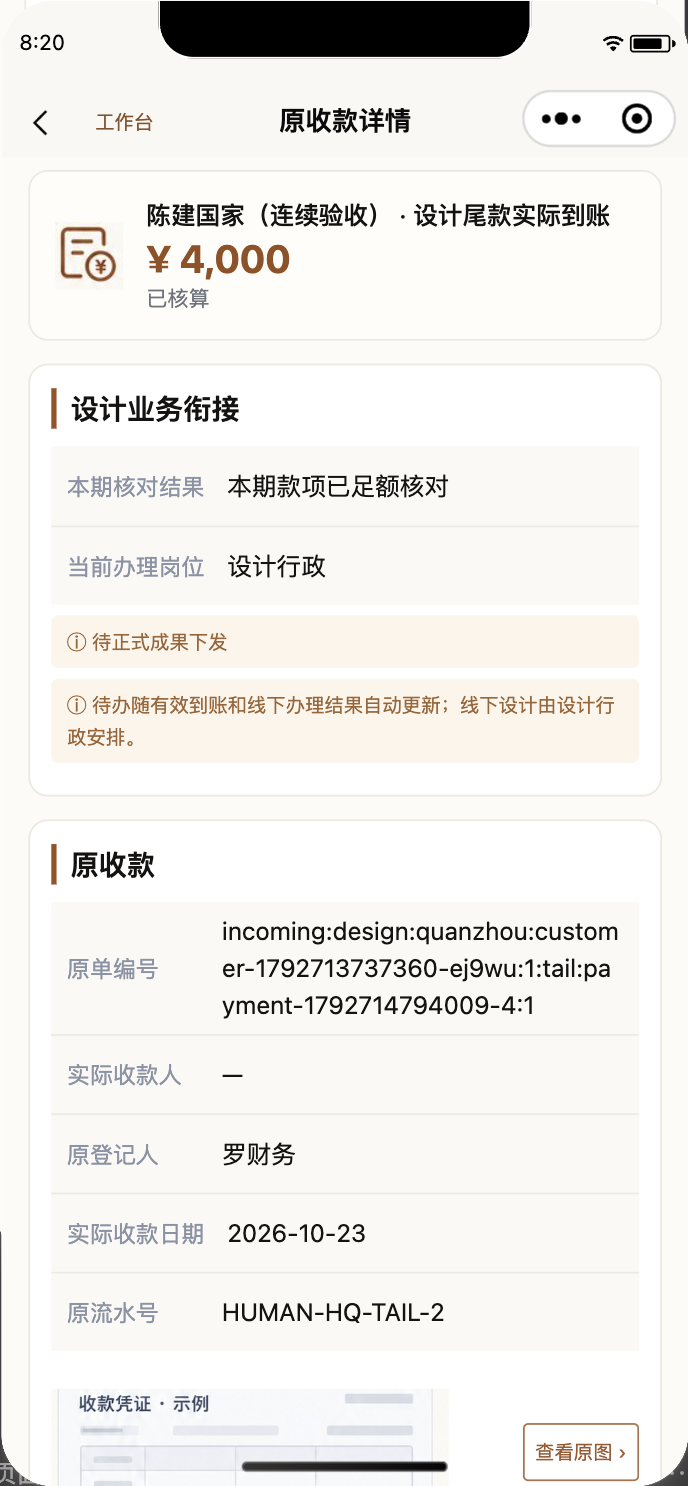 8:20
工作台
原收款详情
陈建国家（连续验收） · 设计尾款实际到账
¥ 4,000
已核算
设计业务衔接
本期核对结果 本期款项已足额核对
当前办理岗位 设计行政
待正式成果下发
待办随有效到账和线下办理结果自动更新；线下设计由设计行
政安排。
原收款
原单编号
incoming:design:quanzhou:custom
er-1792713737360-ej9wu:1:tail:pa
yment-1792714794009-4:1
实际收款人 —
原登记人 罗财务
实际收款日期 2026-10-23
原流水号 HUMAN-HQ-TAIL-2
收款凭证 · 示例
查看原图 ›